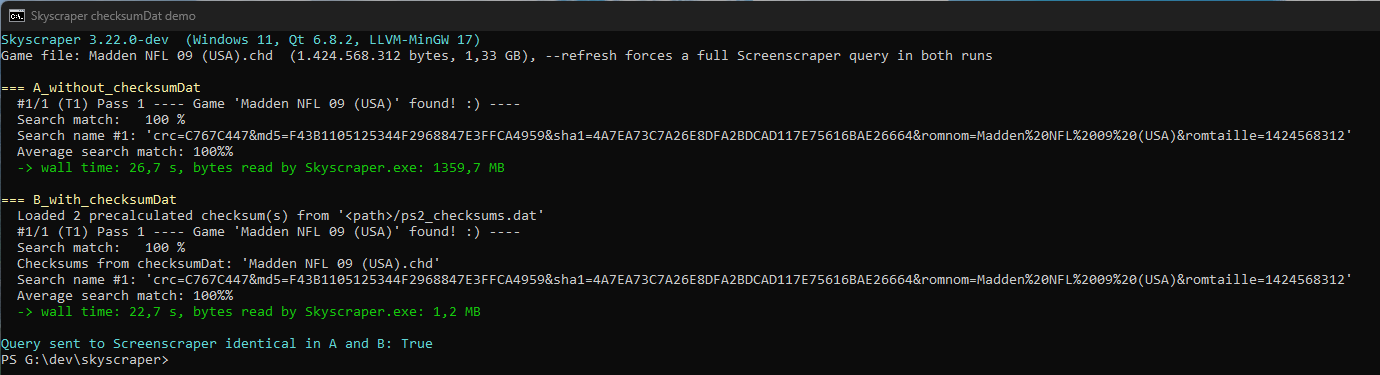 Skyscraper checksumDat demo
Skyscraper 3.22.0-dev  (Windows 11, Qt 6.8.2, LLVM-MinGW 17)
Game file: Madden NFL 09 (USA).chd  (1.424.568.312 bytes, 1,33 GB), --refresh forces a full Screenscraper query in both runs
=== A_without_checksumDat
#1/1 (T1) Pass 1 ---- Game 'Madden NFL 09 (USA)' found! :) ----
Search match:   100 %
Search name #1: 'crc=C767C447&md5=F43B1105125344F2968847E3FFCA4959&sha1=4A7EA73C7A26E8DFA2BDCAD117E75616BAE26664&romnom=Madden%20NFL%2009%20(USA)&romtaille=1424568312'
Average search match: 100%%
-> wall time: 26,7 s, bytes read by Skyscraper.exe: 1359,7 MB
=== B_with_checksumDat
Loaded 2 precalculated checksum(s) from '<path>/ps2_checksums.dat'
#1/1 (T1) Pass 1 ---- Game 'Madden NFL 09 (USA)' found! :) ----
Search match:   100 %
Checksums from checksumDat: 'Madden NFL 09 (USA).chd'
Search name #1: 'crc=C767C447&md5=F43B1105125344F2968847E3FFCA4959&sha1=4A7EA73C7A26E8DFA2BDCAD117E75616BAE26664&romnom=Madden%20NFL%2009%20(USA)&romtaille=1424568312'
Average search match: 100%%
-> wall time: 22,7 s, bytes read by Skyscraper.exe: 1,2 MB
Query sent to Screenscraper identical in A and B: True
PS G:\dev\skyscraper>